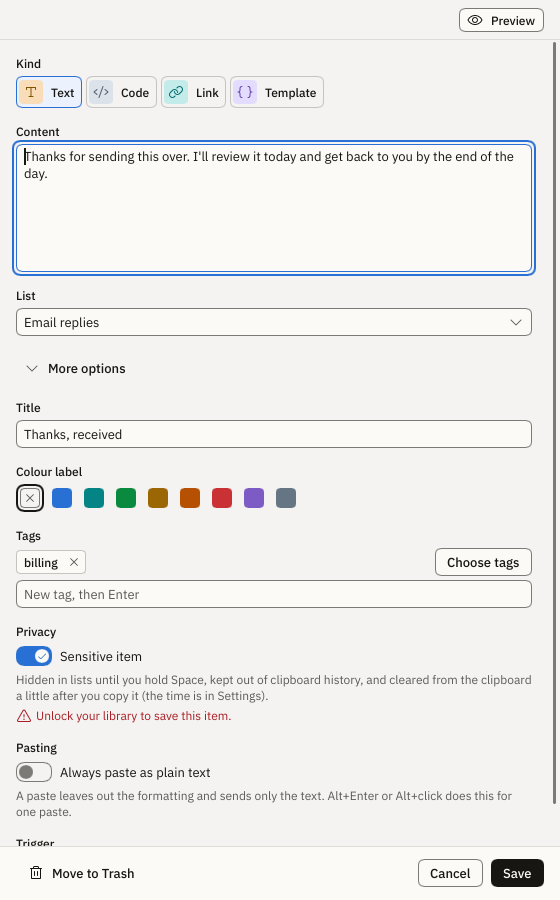 Preview
Kind
T Text
</> Code
Link
{ } Template
Content
Thanks for sending this over. I'll review it today and get back to you by the end of the
day.
List
Email replies
More options
Title
Thanks, received
Colour label
Tags
billing
Choose tags
New tag, then Enter
Privacy
Sensitive item
Hidden in lists until you hold Space, kept out of clipboard history, and cleared from the clipboard
a little after you copy it (the time is in Settings).
Unlock your library to save this item.
Pasting
Always paste as plain text
A paste leaves out the formatting and sends only the text. Alt+Enter or Alt+click does this for
one paste.
Trigger
Move to Trash
Cancel
Save